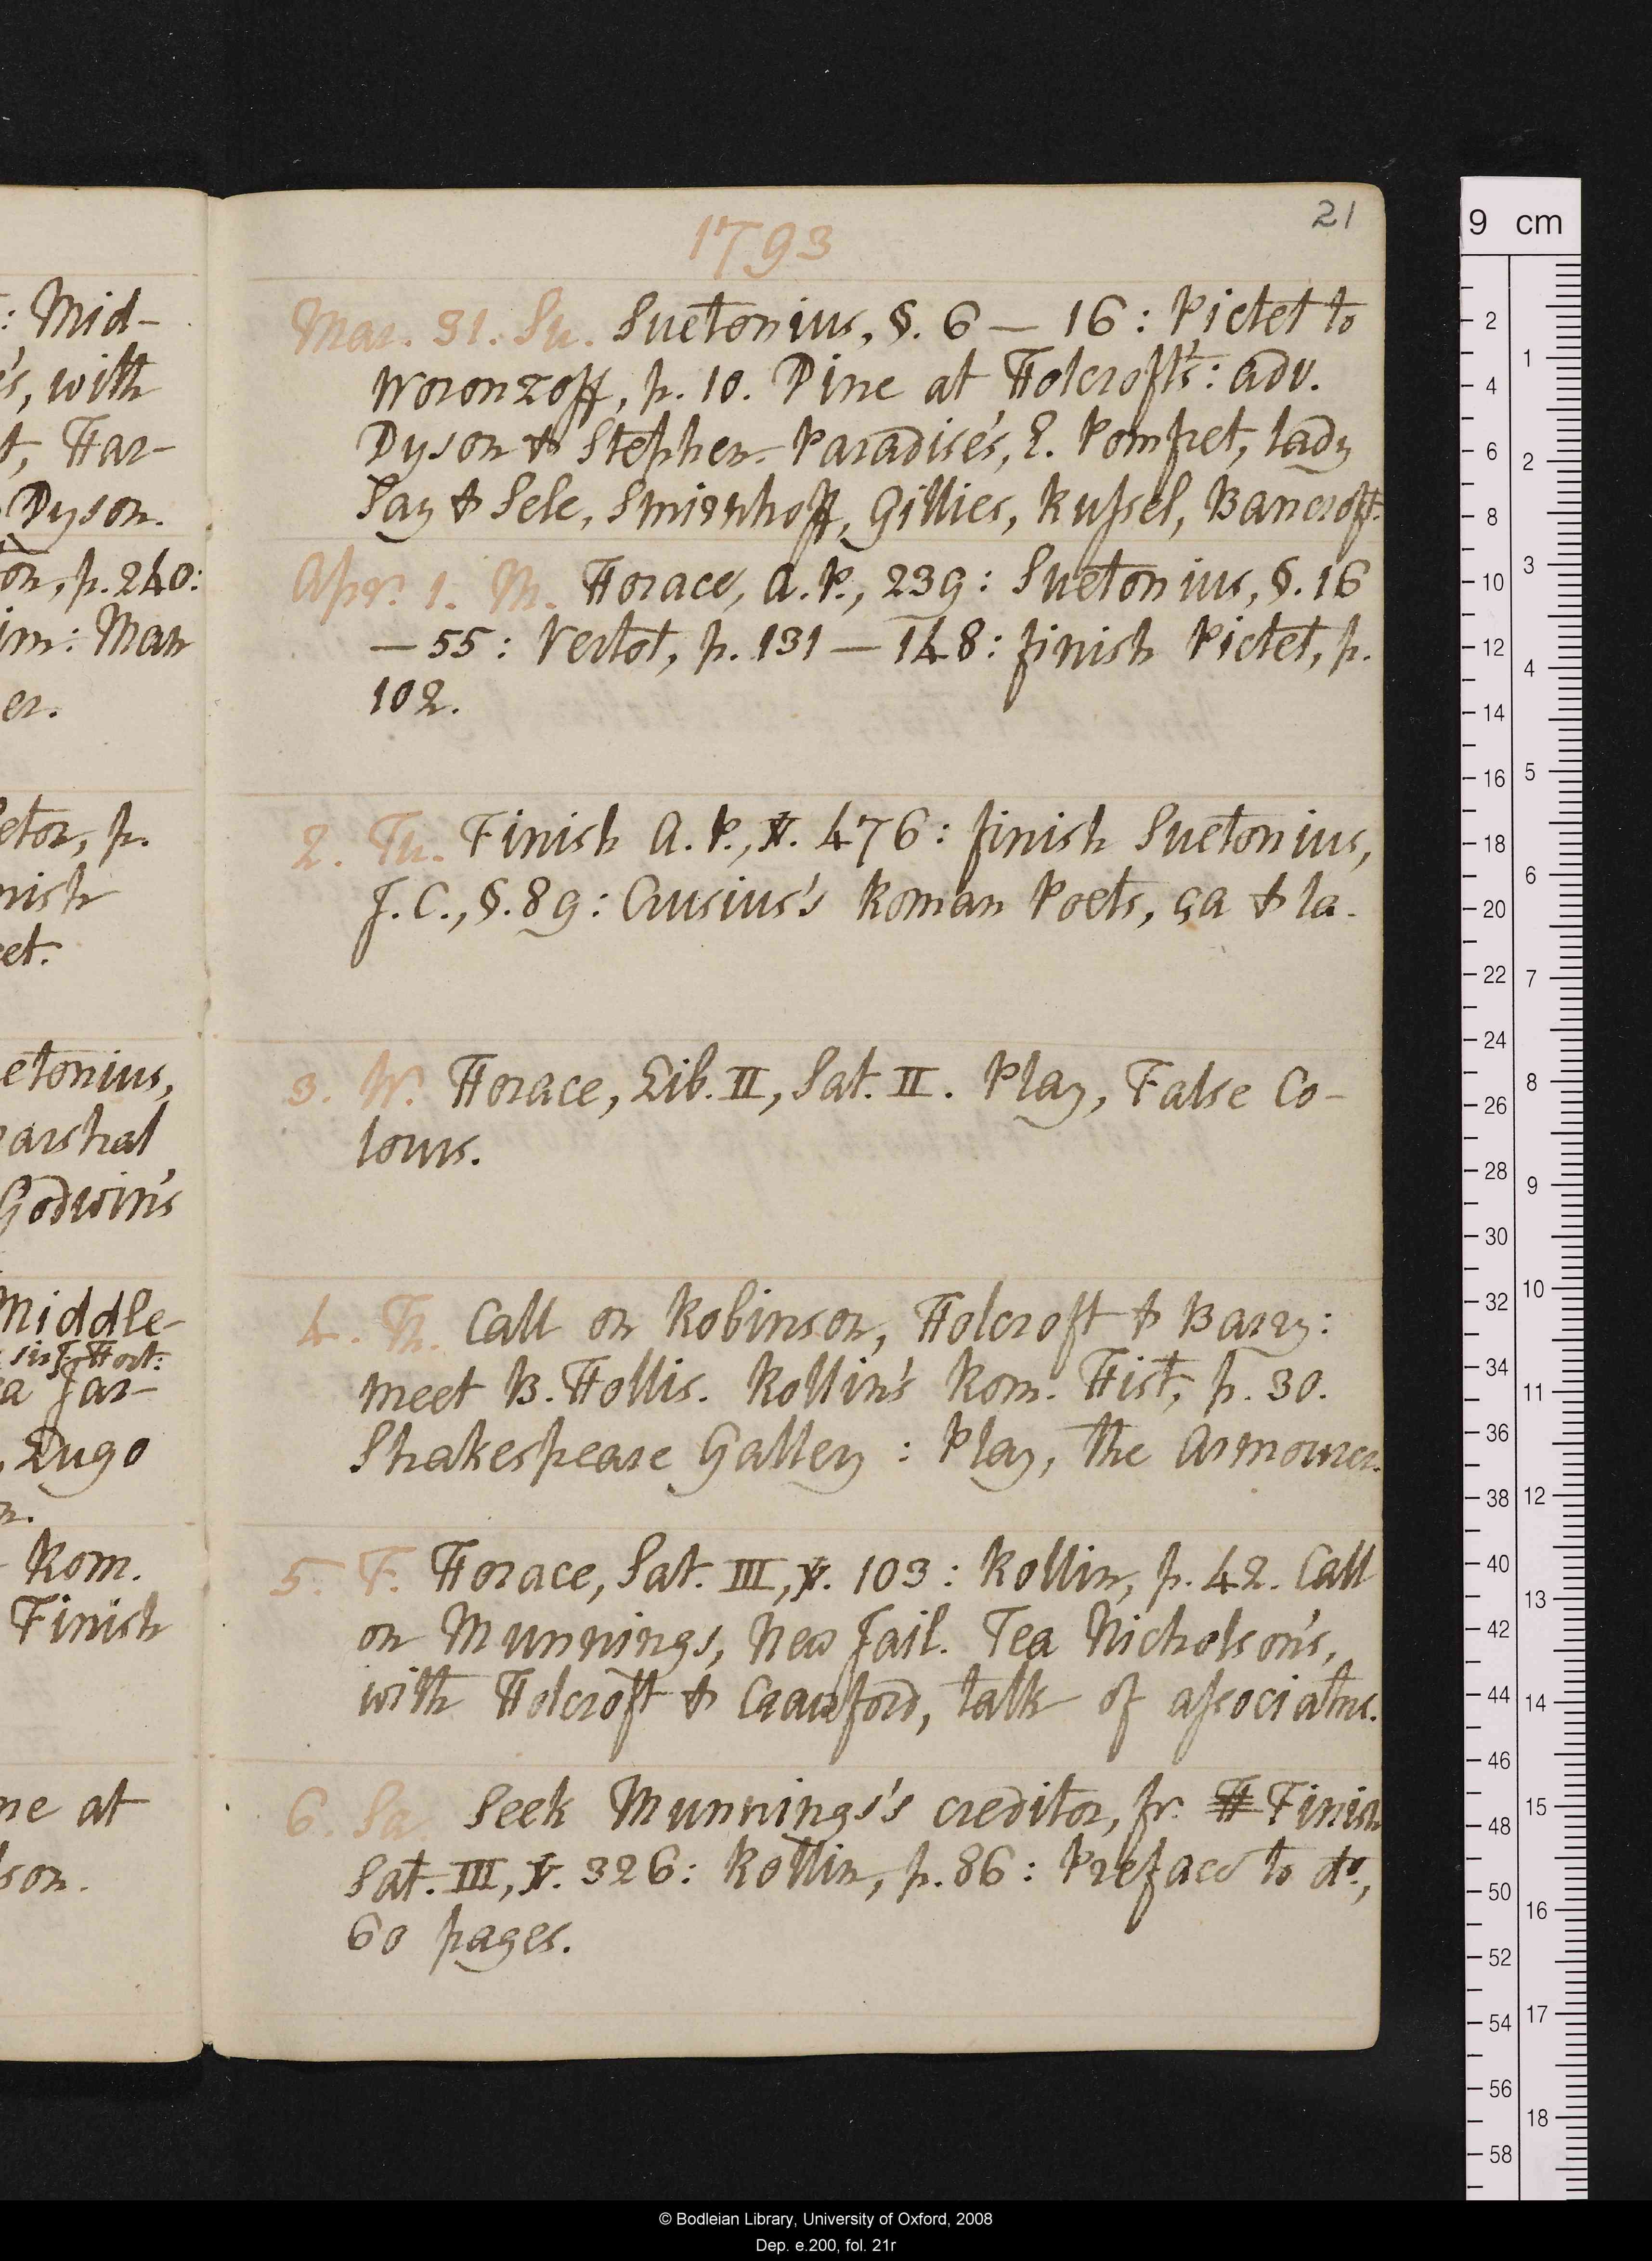 21
1793
: Mid-
's, with
t, Har-
Dyson.
on, p. 240:
im: Man
er.
etor, p.
nish
et.
etonius,
arshal
Godwin's
Middle-
sir F Hort:
a Jar-
, Lugo
n.
Rom.
Finish
ne at
son.
Mar. 31. Su. Suetonius, §. 6 — 16: Pictet to
Woronzoff, p. 10. Dine at Holcroft's: adv.
Dyson & Stephen. Paradise's, E. Pomfret, lady
Say & Sele, Smirnhoff, Gillies, Russel, Bancroft.
Apr. 1. M. Horace, A.P., 239: Suetonius, §. 16
— 55: Vertot, p. 131 — 148: finish Pictet, p.
102.
2. Tu. Finish A.P., v. 476: finish Suetonius,
J.C., §. 89: Crusius's Roman Poets, ça & la.
3. W. Horace, Lib. II, Sat. II. Play, False Co-
lours.
4. Th. Call on Robinson, Holcroft & Barry:
meet B. Hollis. Rollin's Rom. Hist, p. 30.
Shakespeare Gallery: Play, the Armourer.
5. F. Horace, Sat. III, v. 103: Rollin, p. 42. Call
on Munnings, New Jail. Tea Nicholson's,
with Holcroft & Crawford, talk of associatns.
6. Sa. Seek Munnings's creditor, fr. H Finish
Sat. III, v. 326: Rollin, p. 86: Preface to do,
60 pages.
9 cm
2
4
6
8
10
12
14
16
18
20
22
24
26
28
30
32
34
36
38
40
42
44
46
48
50
52
54
56
58
1
2
3
4
5
6
7
8
9
10
11
12
13
14
15
16
17
18
© Bodleian Library, University of Oxford, 2008
Dep. e.200, fol. 21r